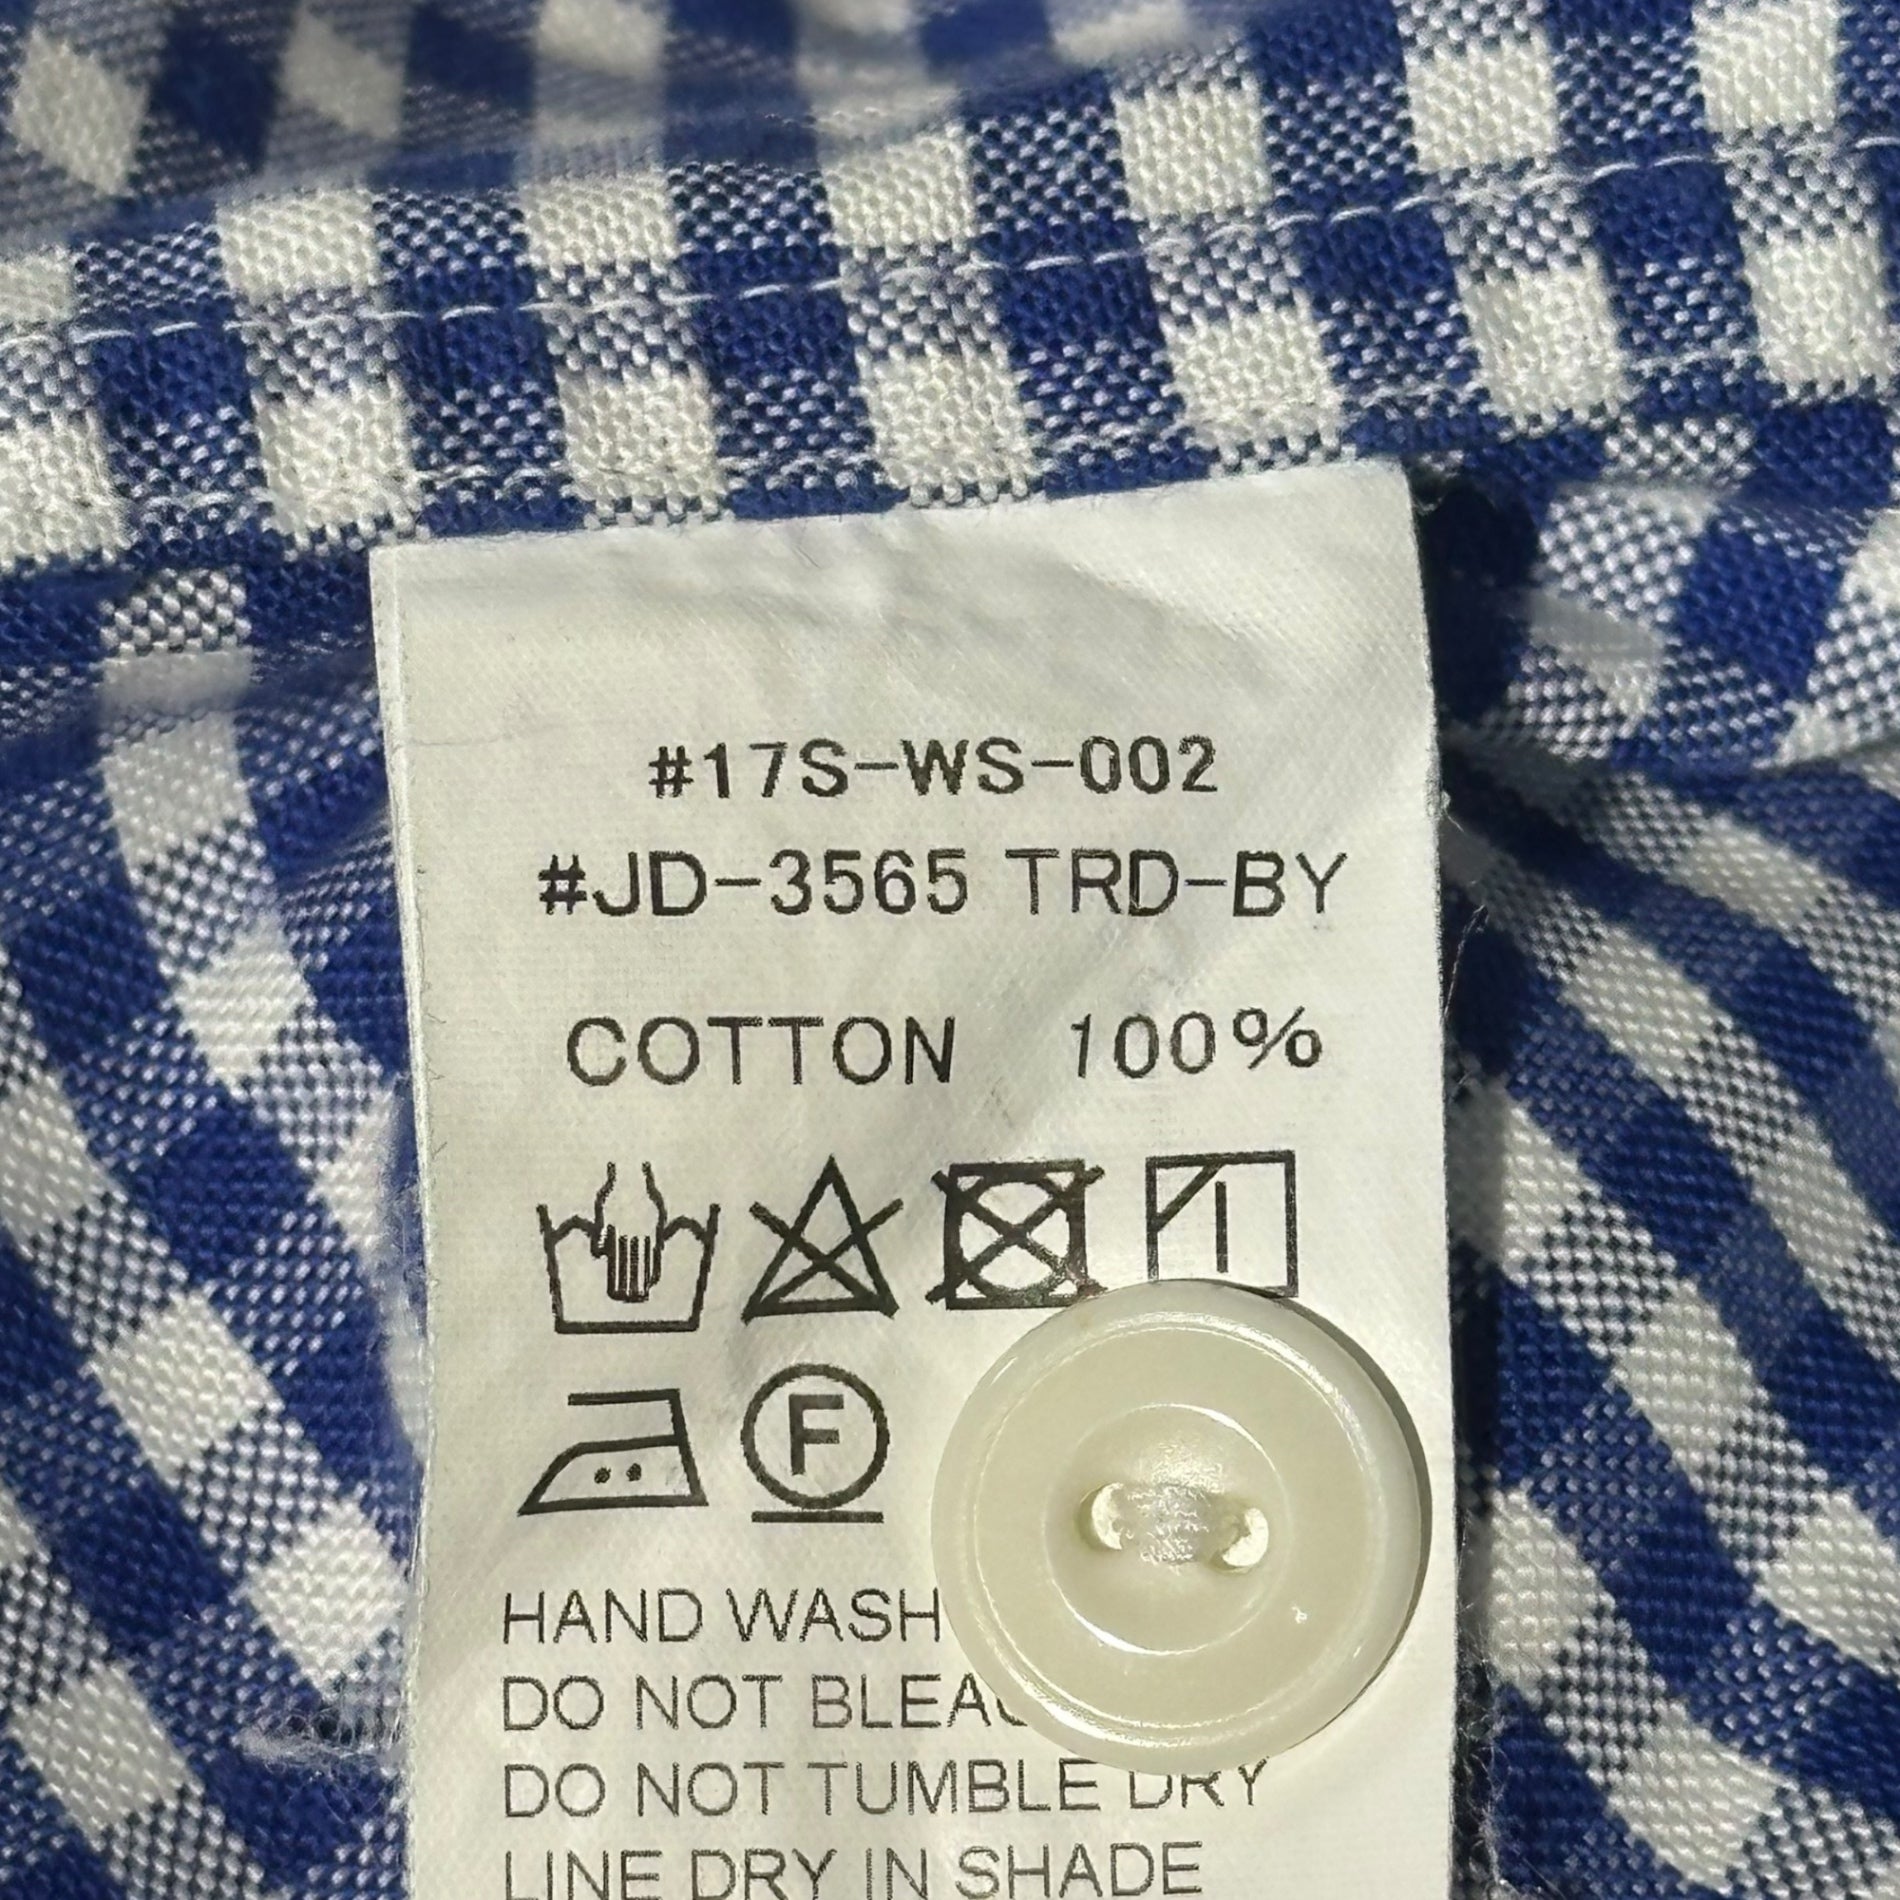 #17S-WS-002
#JD-3565 TRD-BY
COTTON 100%
F
HAND WASH
DO NOT
DO NOT TUMBLE DRY
LINE DRY IN SHADE